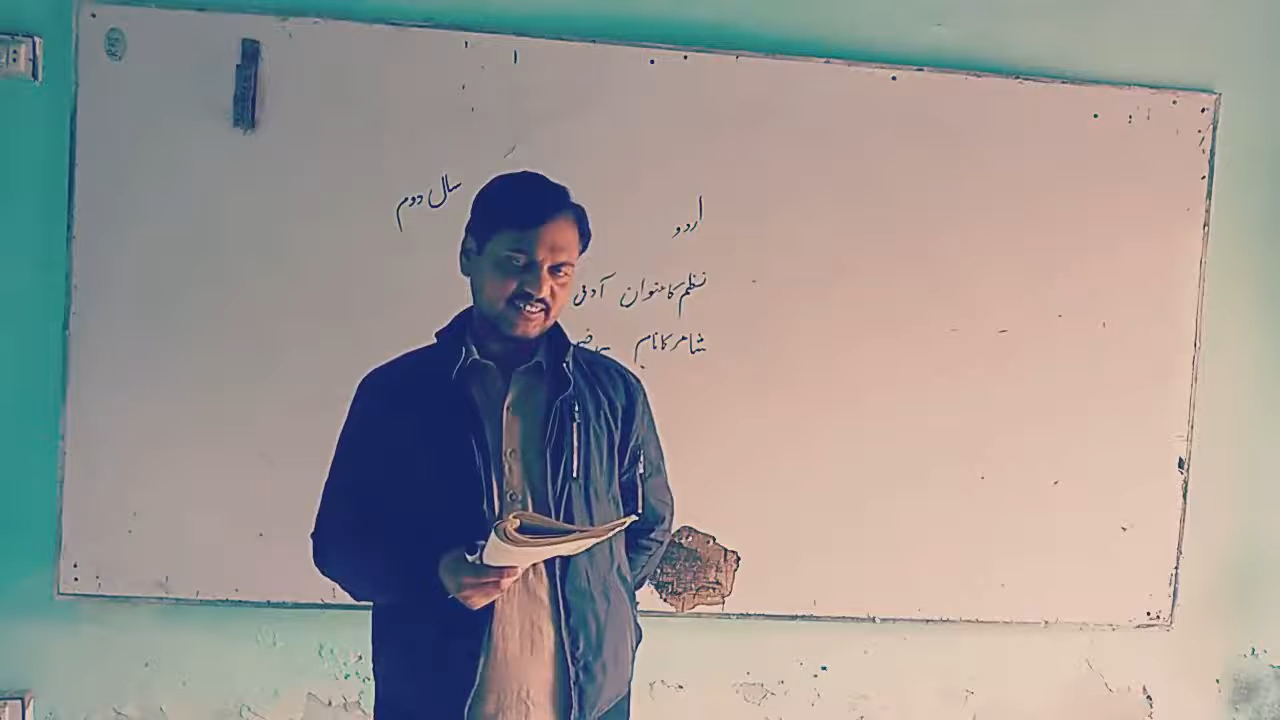 اردو
سال دوم
نظم کا عنوان آدمی
شاعر کا نام